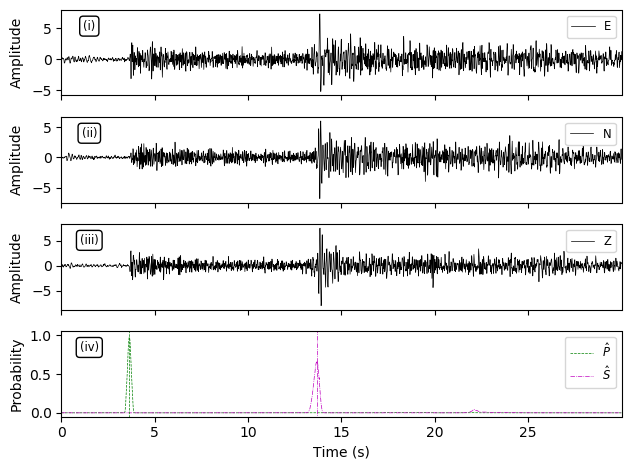 Amplitude
5
0
−5
(i)
E
Amplitude
5
0
−5
(ii)
N
Amplitude
5
0
−5
(iii)
Z
Probability
1.0
0.5
0.0
(iv)
P̂
Ŝ
0 5 10 15 20 25
Time (s)